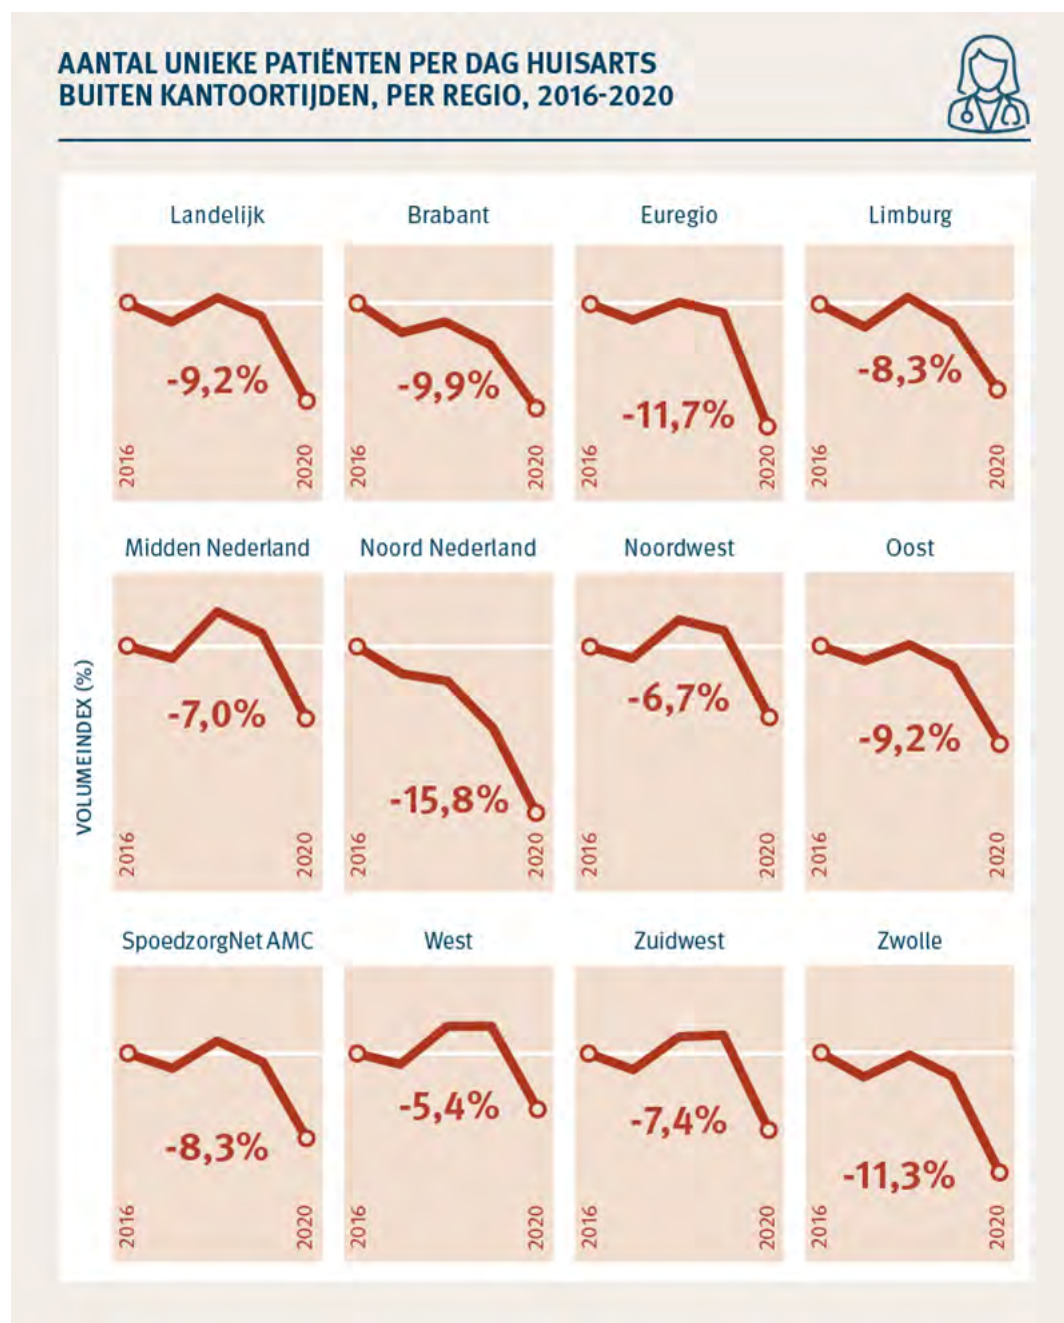 AANTAL UNIEKE PATIËNTEN PER DAG HUISARTS
BUITEN KANTOORTIJDEN, PER REGIO, 2016-2020
VOLUMEINDEX (%)
Landelijk
-9,2%
2016
2020
Brabant
-9,9%
2016
2020
Euregio
-11,7%
2016
2020
Limburg
-8,3%
2016
2020
Midden Nederland
-7,0%
2016
2020
Noord Nederland
-15,8%
2016
2020
Noordwest
-6,7%
2016
2020
Oost
-9,2%
2016
2020
SpoedzorgNet AMC
-8,3%
2016
2020
West
-5,4%
2016
2020
Zuidwest
-7,4%
2016
2020
Zwolle
-11,3%
2016
2020